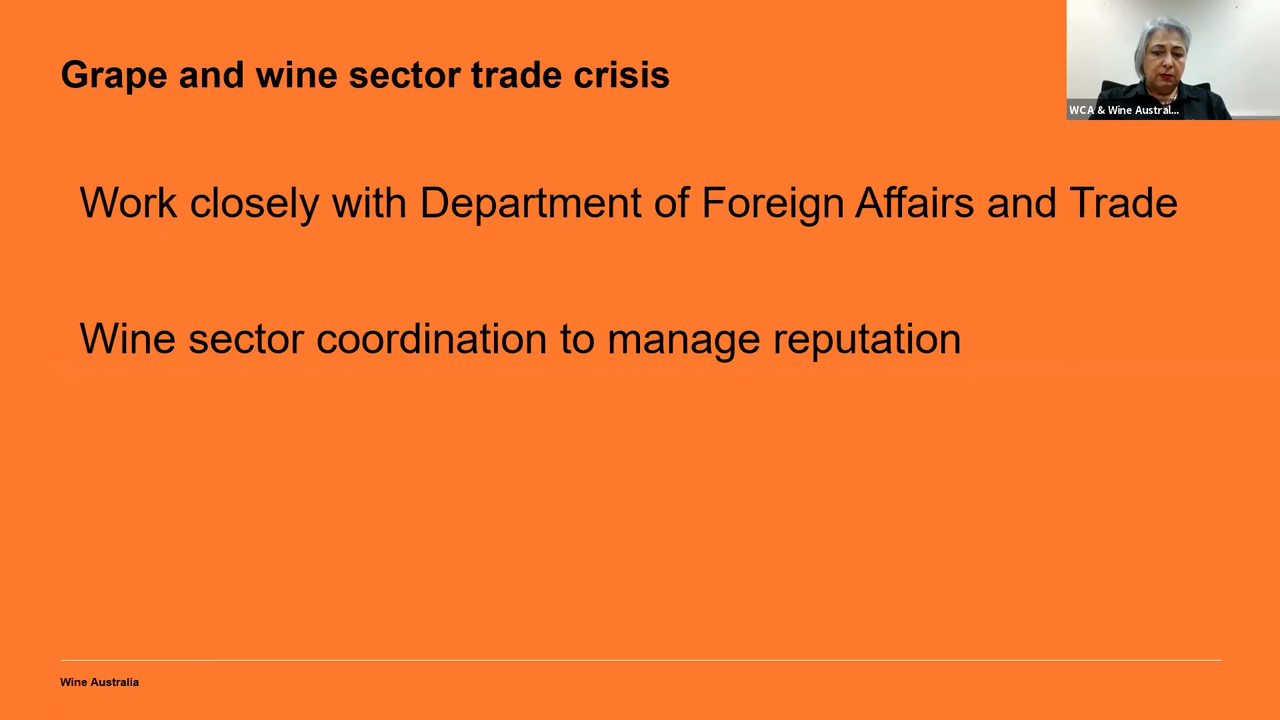 Grape and wine sector trade crisis
WCA & Wine Austral...
Work closely with Department of Foreign Affairs and Trade
Wine sector coordination to manage reputation
Wine Australia